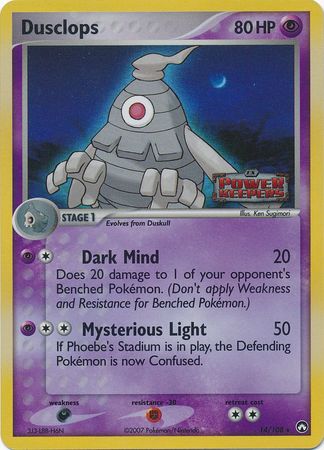 Dusclops 80 HP
EX
POWER
KEEPERS
STAGE 1
Evolves from Duskull
Illus. Ken Sugimori
Dark Mind 20
Does 20 damage to 1 of your opponent's
Benched Pokémon. (Don't apply Weakness
and Resistance for Benched Pokémon.)
Mysterious Light 50
If Phoebe's Stadium is in play, the Defending
Pokémon is now Confused.
weakness resistance -30 retreat cost
©2007 Pokémon/Nintendo 14/108 ★